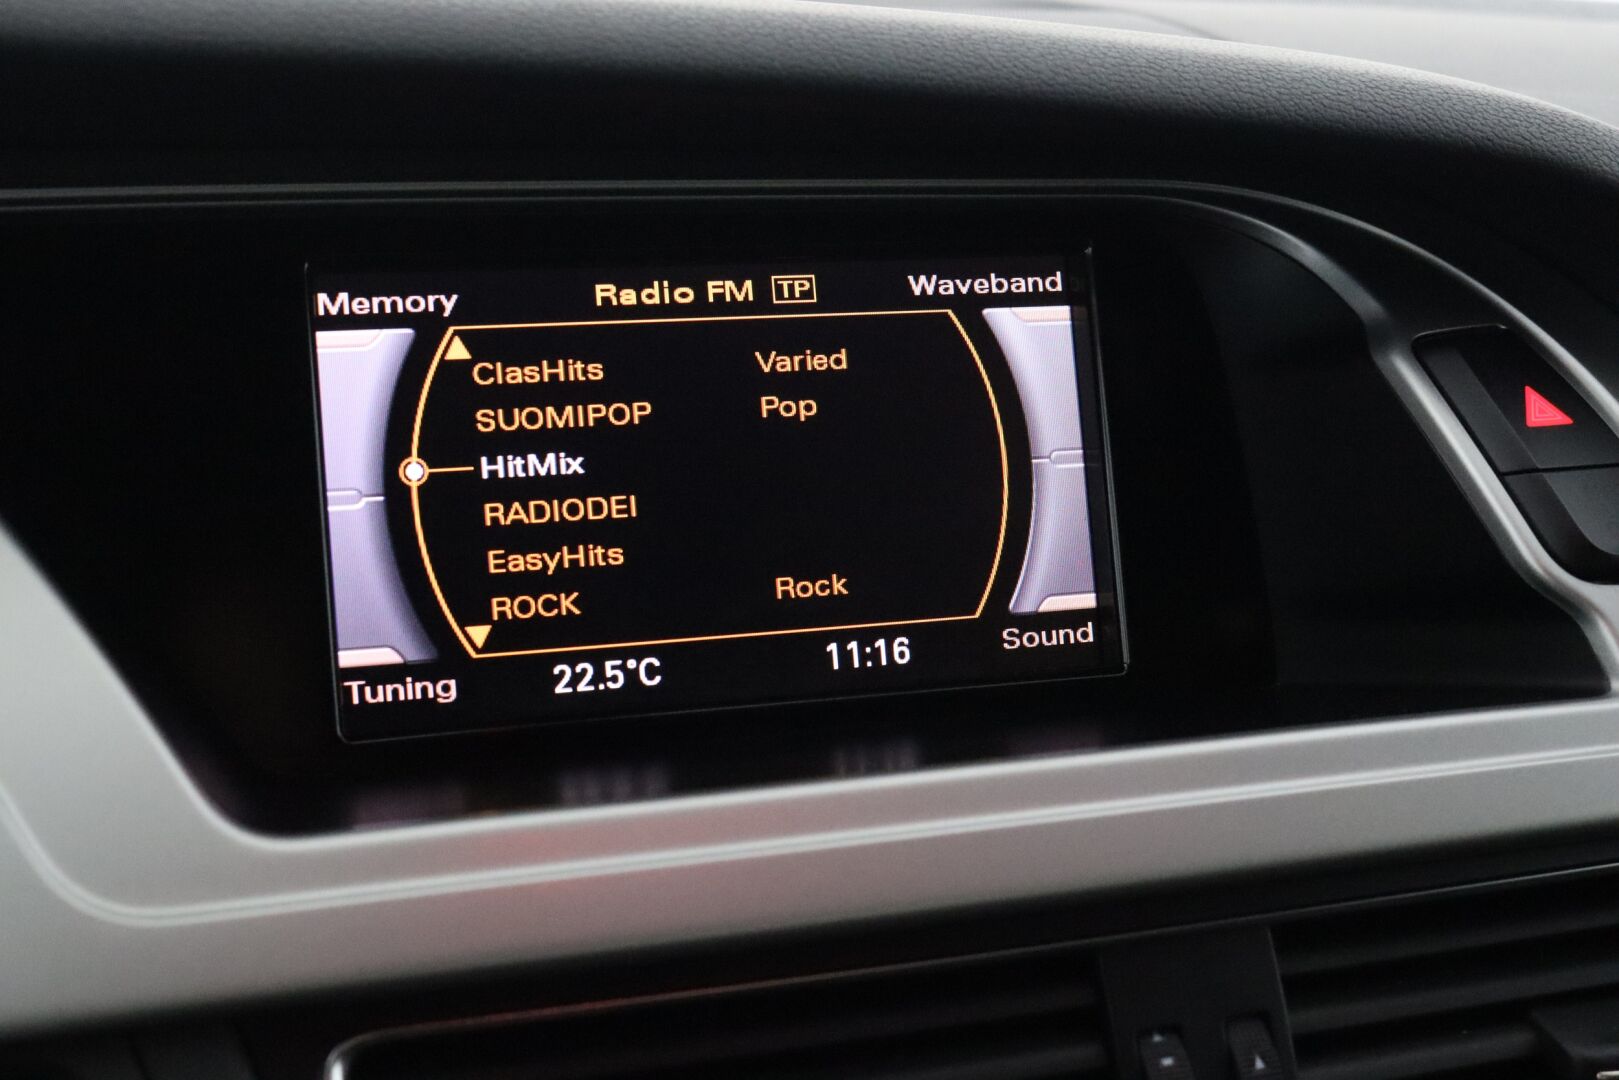 Memory Radio FM TP Waveband
ClasHits Varied
SUOMIPOP Pop
HitMix
RADIODEI
EasyHits
ROCK Rock
Tuning 22.5°C 11:16 Sound